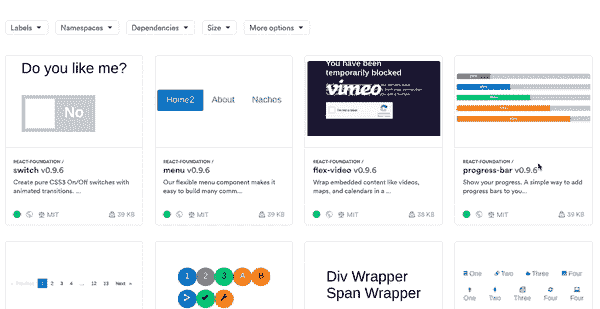 Labels Namespaces Dependencies Size More options
Do you like me?
No
REACT-FOUNDATION /
switch v0.9.6
Create pure CSS3 On/Off switches with
animated transitions. ...
MIT 39 KB
Home2 About Nachos
REACT-FOUNDATION /
menu v0.9.6
Our flexible menu component makes it
easy to build many comm...
MIT 39 KB
You have been
temporarily blocked
vimeo
REACT-FOUNDATION /
flex-video v0.9.6
Wrap embedded content like videos,
maps, and calendars in a ...
MIT 38 KB
REACT-FOUNDATION /
progress-bar v0.9.6
Show your progress. A simple way to add
progress bars to you...
MIT 38 KB
« Previous 1 2 3 4 ... 12 13 Next »
1 2 3 A B
Div Wrapper
Span Wrapper
One Two Three Four
One Two Three Four Four